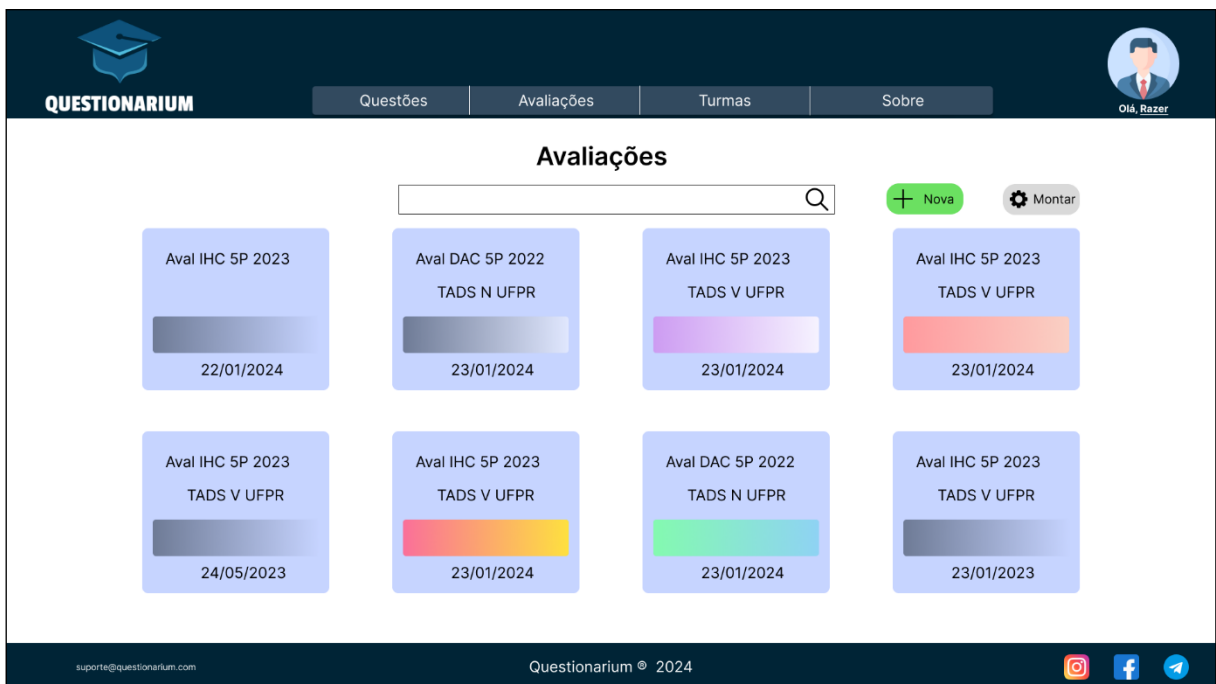 QUESTIONARIUM
Questões
Avaliações
Turmas
Sobre
Olá, Razer
Avaliações
Nova
Montar
Aval IHC 5P 2023
22/01/2024
Aval DAC 5P 2022
TADS N UFPR
23/01/2024
Aval IHC 5P 2023
TADS V UFPR
23/01/2024
Aval IHC 5P 2023
TADS V UFPR
23/01/2024
Aval IHC 5P 2023
TADS V UFPR
24/05/2023
Aval IHC 5P 2023
TADS V UFPR
23/01/2024
Aval DAC 5P 2022
TADS N UFPR
23/01/2024
Aval IHC 5P 2023
TADS V UFPR
23/01/2023
suporte@questionarium.com
Questionarium ® 2024